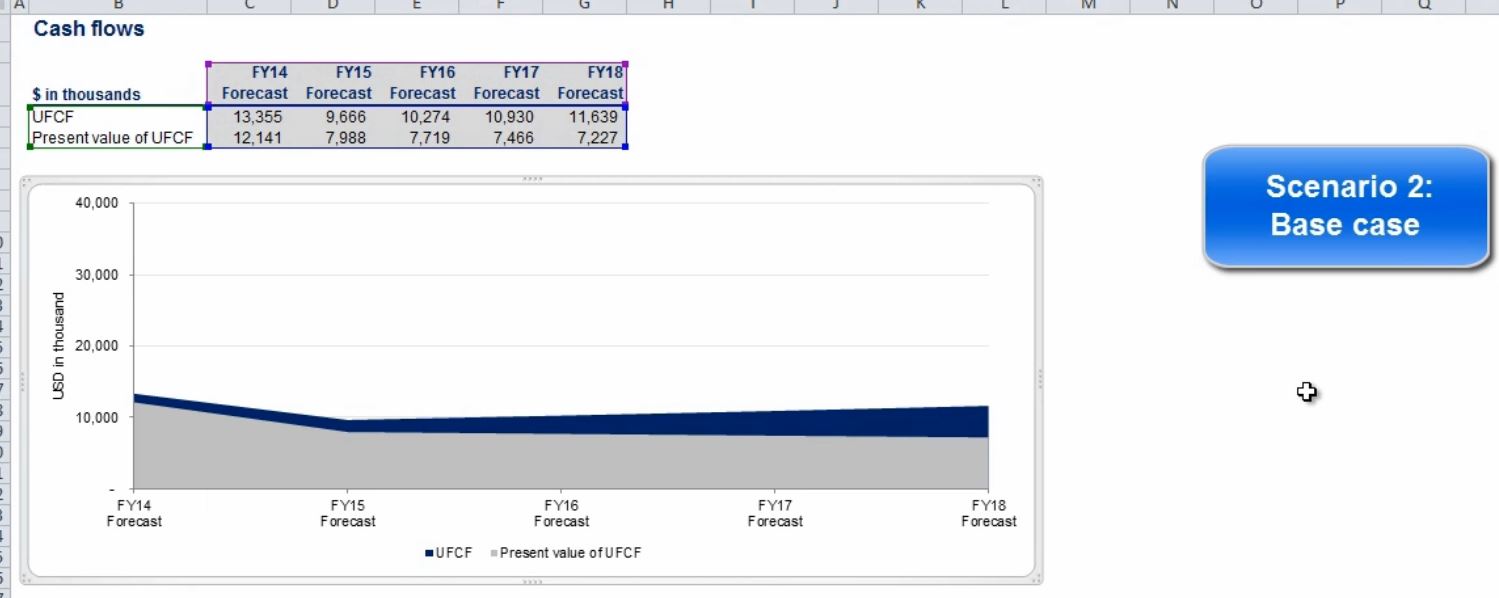 A B C D E F G H I J K L M N O P Q
Cash flows
FY14 FY15 FY16 FY17 FY18
$ in thousands Forecast Forecast Forecast Forecast Forecast
UFCF 13,355 9,666 10,274 10,930 11,639
Present value of UFCF 12,141 7,988 7,719 7,466 7,227
Scenario 2:
Base case
40,000
30,000
20,000
10,000
-
USD in thousand
FY14 FY15 FY16 FY17 FY18
Forecast Forecast Forecast Forecast Forecast
UFCF Present value of UFCF